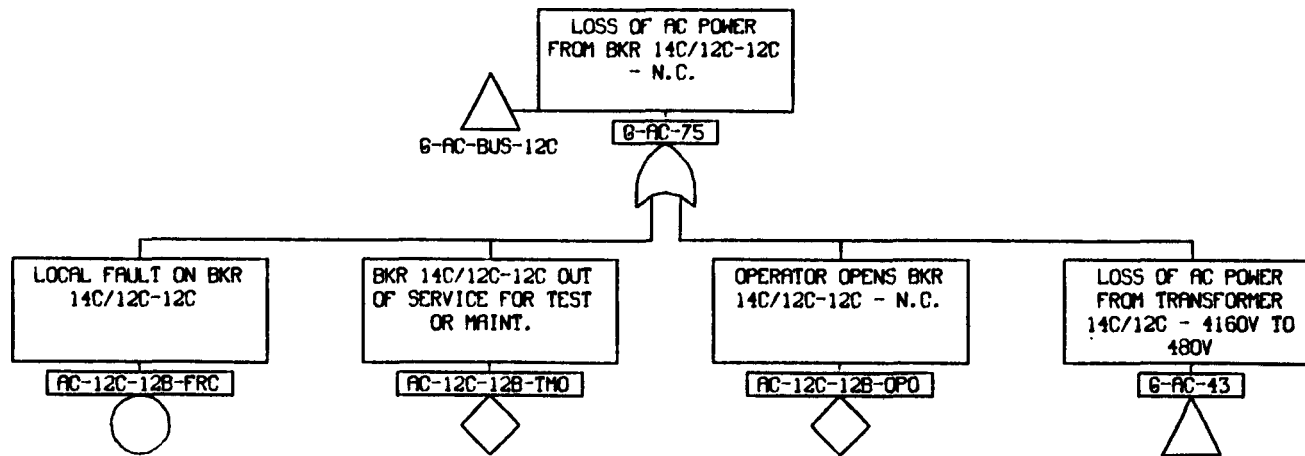 LOSS OF AC POWER
FROM BKR 14C/12C-12C
- N.C.
G-AC-BUS-12C
G-AC-75
LOCAL FAULT ON BKR
14C/12C-12C
BKR 14C/12C-12C OUT
OF SERVICE FOR TEST
OR MAINT.
OPERATOR OPENS BKR
14C/12C-12C - N.C.
LOSS OF AC POWER
FROM TRANSFORMER
14C/12C - 4160V TO
480V
AC-12C-12B-FRC
AC-12C-12B-TMO
AC-12C-12B-OPO
G-AC-43